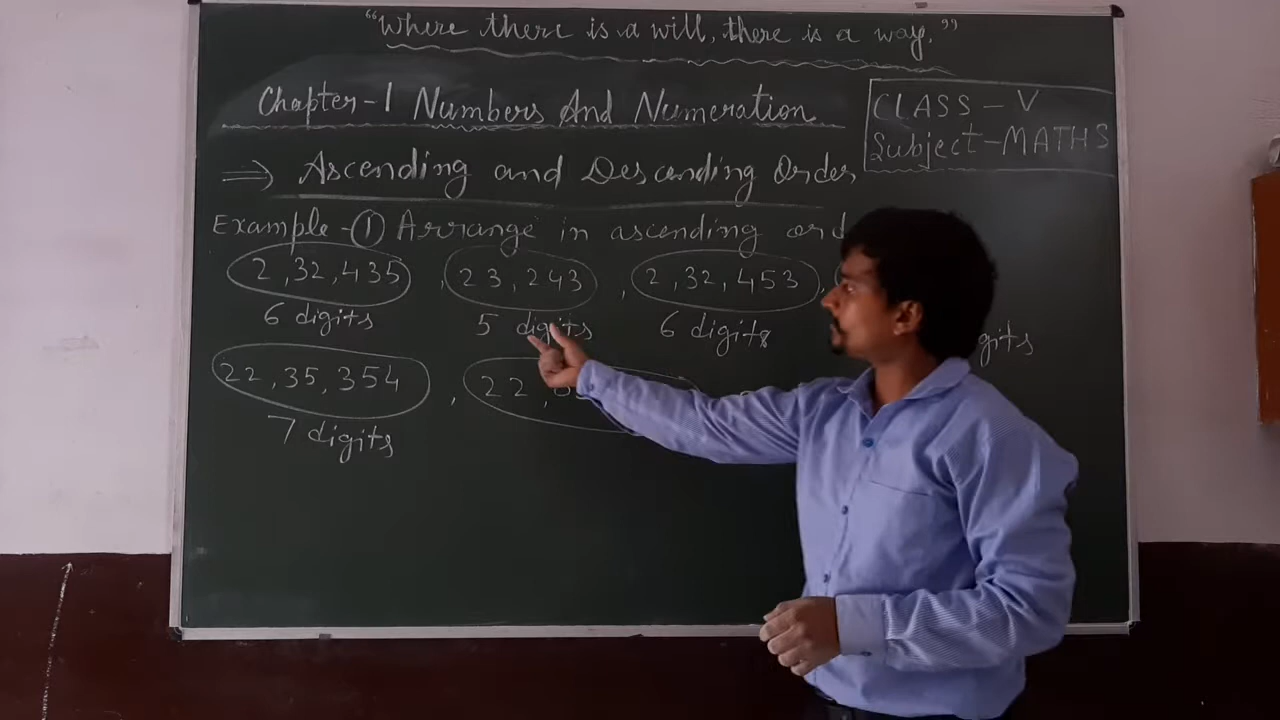 “Where there is a will, there is a way.”
Chapter-1 Numbers And Numeration
CLASS - V
Subject-MATHS
⇒ Ascending and Descending Order
Example-① Arrange in ascending
2,32,435 , 23,243 , 2,32,453 ,
6 digits 5 digits 6 digits
22,35,354 , 22
7 digits